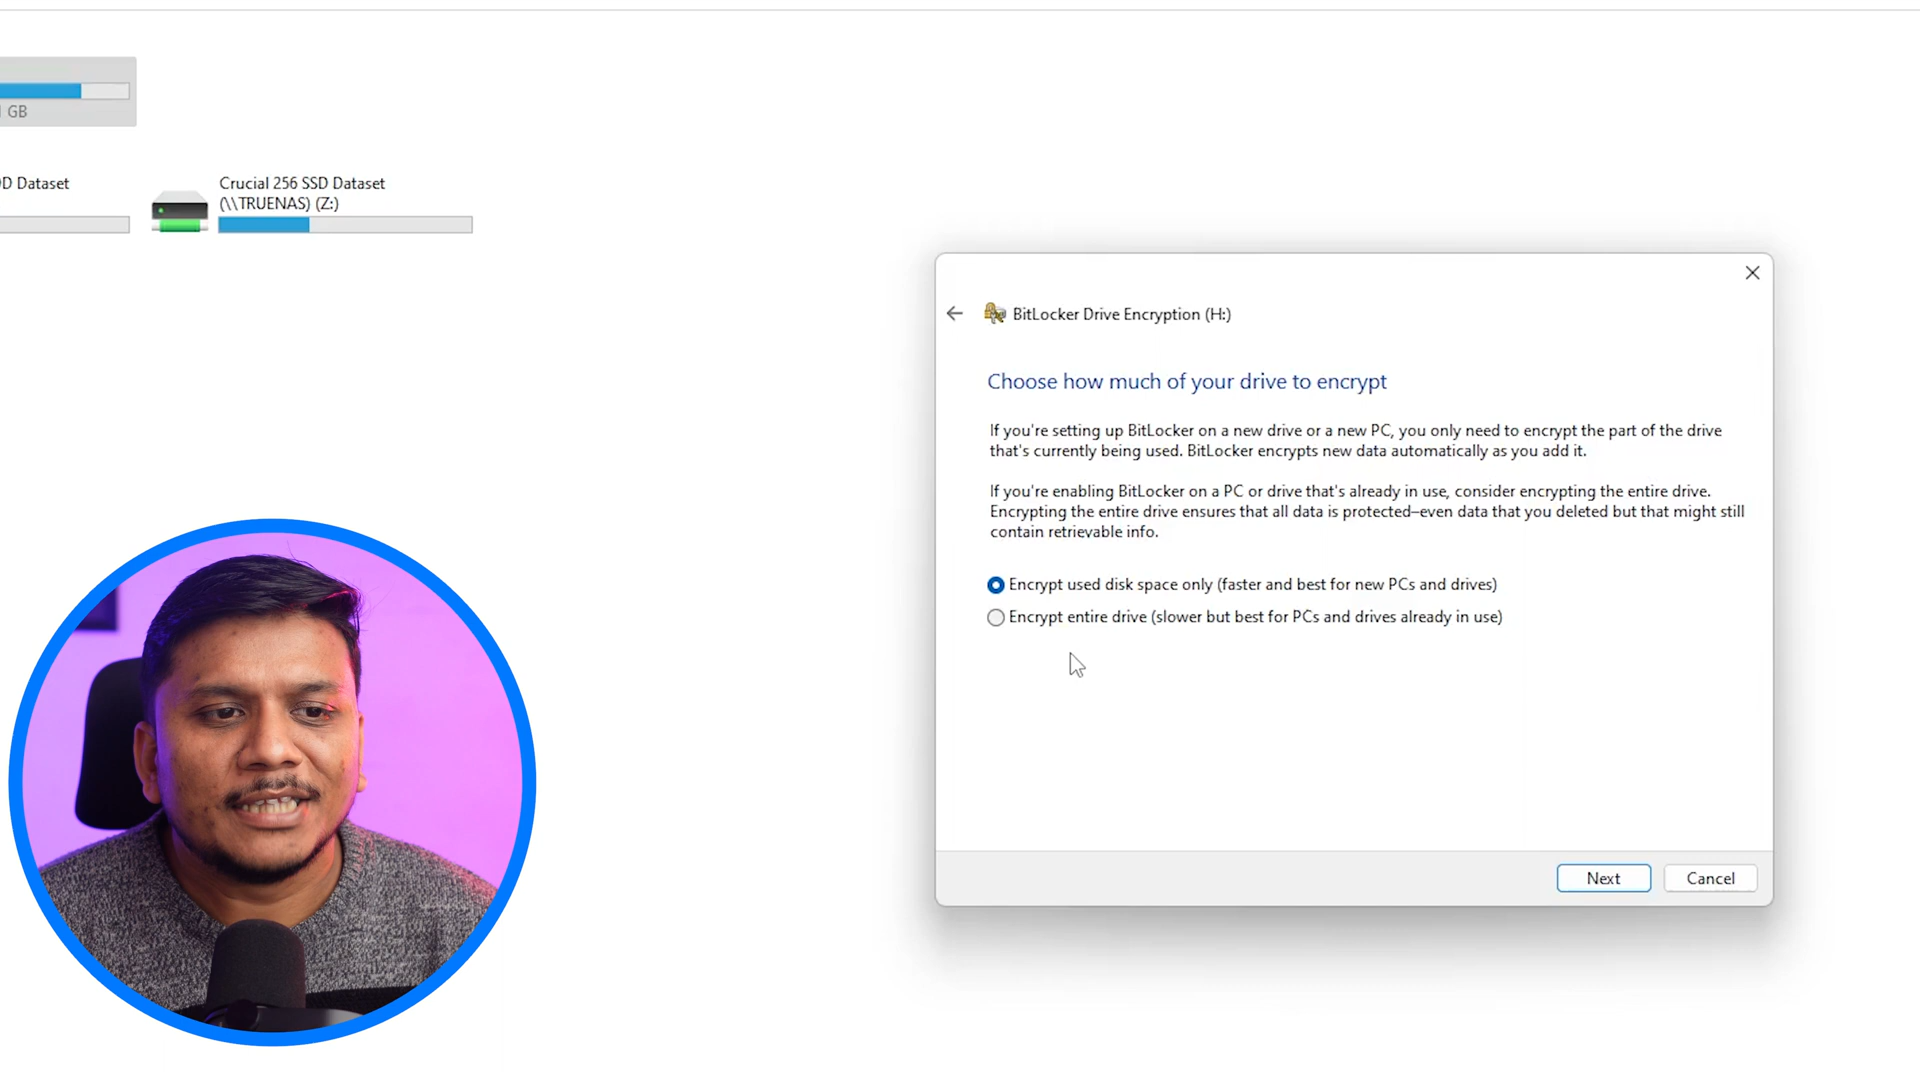 GB
D Dataset
Crucial 256 SSD Dataset
(\\TRUENAS) (Z:)
BitLocker Drive Encryption (H:)
Choose how much of your drive to encrypt
If you're setting up BitLocker on a new drive or a new PC, you only need to encrypt the part of the drive
that's currently being used. BitLocker encrypts new data automatically as you add it.
If you're enabling BitLocker on a PC or drive that's already in use, consider encrypting the entire drive.
Encrypting the entire drive ensures that all data is protected–even data that you deleted but that might still
contain retrievable info.
Encrypt used disk space only (faster and best for new PCs and drives)
Encrypt entire drive (slower but best for PCs and drives already in use)
Next
Cancel